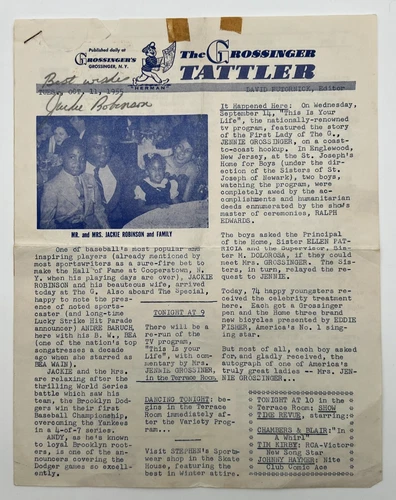 Published daily at
GROSSINGER'S
GROSSINGER, N.Y.
"HERMAN"
The GROSSINGER
TATTLER
Best wishes
Jackie Robinson
TUES., OCT. 11, 1955
DAVID FUTORNICK, Editor
MR. and MRS. JACKIE ROBINSON and FAMILY
One of baseball's most popular and
inspiring players (already mentioned by
most sportswriters as a sure-fire bet to
make the Hall of Fame at Cooperstown, N.
Y. when his playing days are over), JACKIE
ROBINSON and his beauteous wife, arrived
today at The G. Also aboard The Special,
happy to note the pres-
ence of noted sports-
caster (and long-time
Lucky Strike Hit Parade
announcer) ANDRE BARUCH,
here with his B. W., BEA
(one of the nation's top
songstresses a decade
ago when she starred as
BEA WAIN).
JACKIE and the Mrs.
are relaxing after the
thrilling World Series
battle which saw his
team, the Brooklyn Dodg-
ers win their first
Baseball Championship,
overcoming the Yankees
in a 4-of-7 series.
ANDY, as he's known
to loyal Brooklyn root-
ers, is one of the an-
nouncers covering the
Dodger games so excell-
ently.
TONIGHT AT 9
There will be a
re-run of the
TV program,
"This is your
Life", with com-
mentary by Mrs.
JENNIE GROSSINGER,
in the Terrace Room.
DANCING TONIGHT: be-
gins in the Terrace
Room immediately af-
ter the Variety Prog-
ram...
Visit STEPHEN's Sports-
wear shop in the Skate
House, featuring the
best in Winter attire.
It Happened Here: On Wednesday,
September 14, "This Is Your
Life", the nationally-renowned
tv program, featured the story
of the First Lady of The G.,
JENNIE GROSSINGER, on a coast-
to-coast hookup. In Englewood,
New Jersey, at the St. Joseph's
Home for Boys (under the di-
rection of the Sisters of St.
Joseph of Newark), two boys,
watching the program, were
completely awed by the ac-
complishments and humanitarian
deeds enumerated by the show's
master of ceremonies, RALPH
EDWARDS.
The boys asked the Principal
of the Home, Sister ELLEN PAT-
RICIA and the Supervisor, Sis-
ter M. DOLOROSA, if they could
meet Mrs. GROSSINGER. The Sis-
ters, in turn, relayed the re-
quest to JENNIE.
Today, 74 happy youngsters re-
ceived the celebrity treatment
here. Each got a Grossinger
pen and the Home three brand
new bicycles presented by EDDIE
FISHER, America's No. 1 sing-
ing star.
But most of all, each boy asked
for, and gladly received, the
autograph of one of America's
truly great ladies -- Mrs. JEN-
NIE GROSSINGER...
TONIGHT AT 10 in the
Terrace Room: SHOW
TIME REVUE, starring:
CHAMBERS & BLAIR: "In
A Whirl"
TIM KIRBY: RCA-Victor
New Song Star
JOHNNY HAYMER: Nite
Club Comic Ace